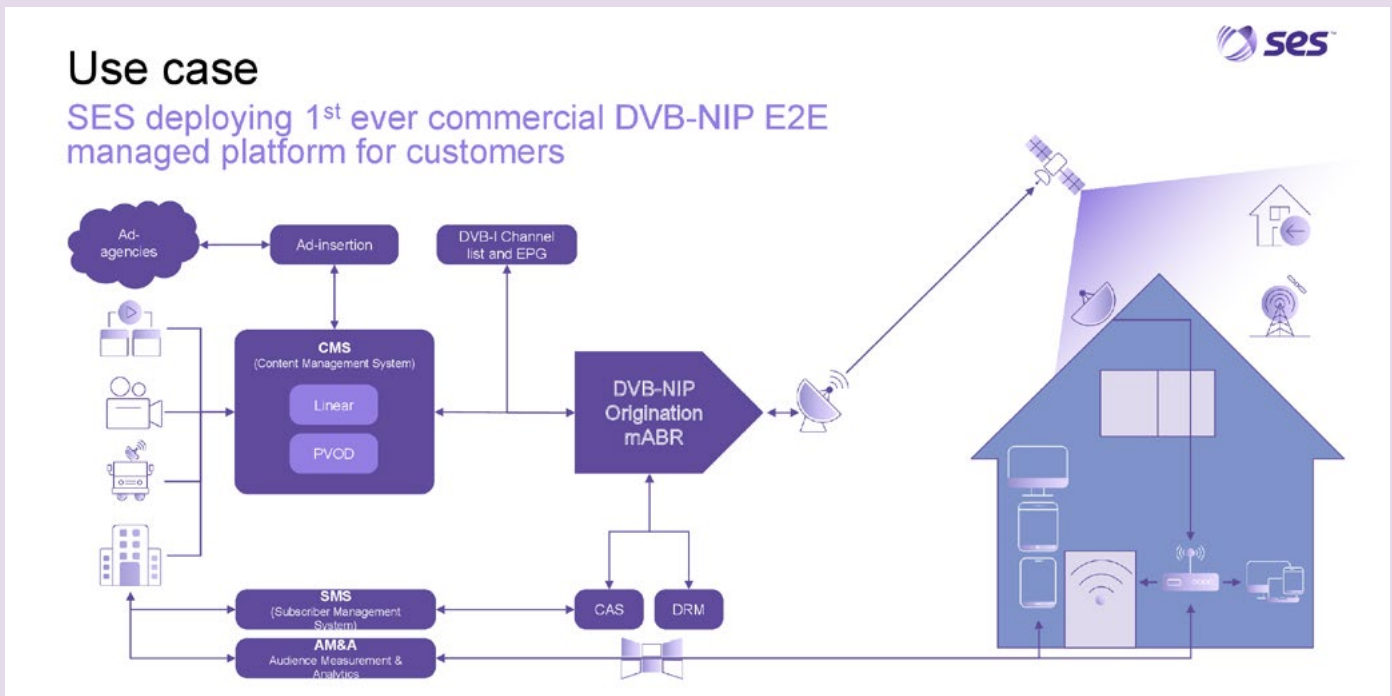 ses™
Use case
SES deploying 1st ever commercial DVB-NIP E2E
managed platform for customers
Ad-
agencies
Ad-insertion
DVB-I Channel
list and EPG
CMS
(Content Management System)
Linear
PVOD
DVB-NIP
Origination
mABR
SMS
(Subscriber Management
System)
CAS
DRM
AM&A
Audience Measurement &
Analytics